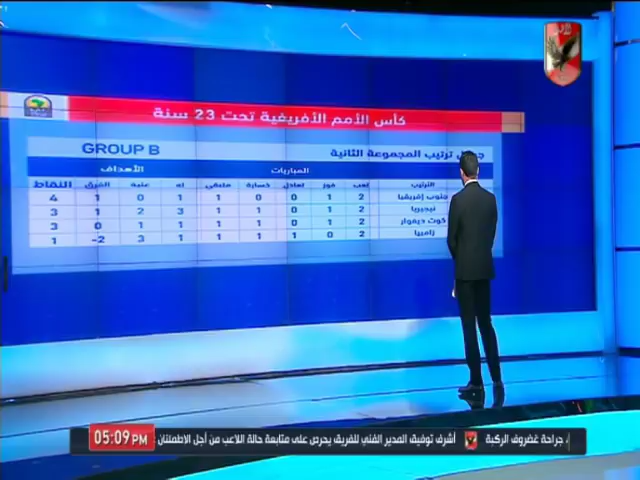 كأس الأمم الأفريقية تحت 23 سنة
GROUP B
جدول ترتيب المجموعة الثانية
المباريات الأهداف
الترتيب لعب فوز تعادل خسارة متبقي له عليه الفرق النقاط
جنوب إفريقيا 2 1 0 0 1 1 0 1 4
نيجيريا 2 1 0 1 1 3 2 1 3
كوت ديفوار 2 1 0 1 1 1 1 0 3
زامبيا 2 0 1 1 1 1 3 -2 1
جراحة غضروف الركبة
أشرف توفيق المدير الفني للفريق يحرص على متابعة حالة اللاعب من أجل الاطمئنان
05:09 PM